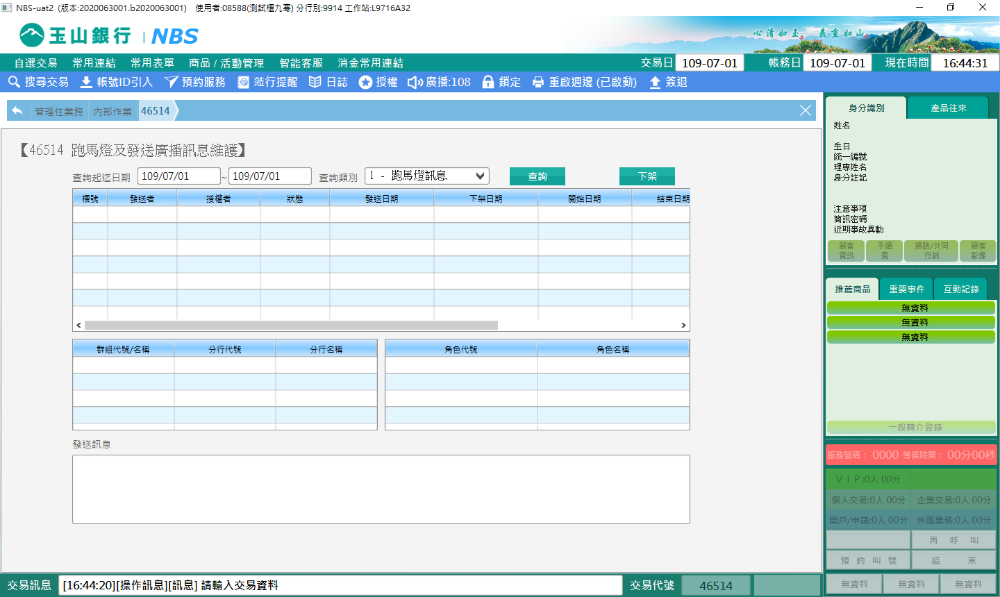 NBS-uat2 (版本:2020063001.b2020063001) 使用者:08588(測試櫃九寒) 分行別:9914 工作站:L9716A32
玉山銀行 NBS 心清如玉。 義重如山。
自選交易 常用連結 常用表單 商品 / 活動管理 智能客服 消金常用連結 交易日 109-07-01 帳務日 109-07-01 現在時間 16:44:31
搜尋交易 帳號ID引入 預約服務 蒞行提醒 日誌 授權 廣播:108 鎖定 重啟週邊 (已啟動) 簽退
管理性業務 內部作業 46514
【46514 跑馬燈及發送廣播訊息維護】
查詢起迄日期 109/07/01 ~ 109/07/01 查詢類別 1 - 跑馬燈訊息 查詢 下架
標號 發送者 授權者 狀態 發送日期 下架日期 開始日期 結束日期
群組代號/名稱 分行代號 分行名稱 角色代號 角色名稱
發送訊息
身分識別 產品往來
姓名
生日
統一編號
理專姓名
身分註記
注意事項
簡訊密碼
近期事故異動
顧客資訊 手續費 通路/共同行銷 顧客影像
推薦商品 重要事件 互動記錄
無資料
無資料
無資料
一般轉介登錄
服務號碼： 0000 等候時間： 00分00秒
ＶＩＰ:0人 00分
個人交易:0人 00分 企業交易:0人 00分
開戶/申請:0人 00分 外匯業務:0人 00分
再 呼 叫
預 約 叫 號 結 束
無資料 無資料 無資料
交易訊息 [16:44:20][操作訊息][訊息] 請輸入交易資料 交易代號 46514